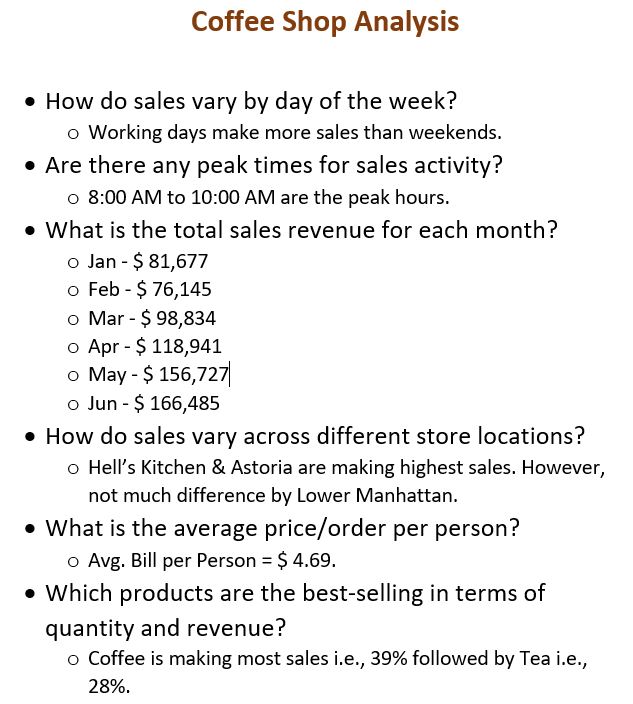 Coffee Shop Analysis
• How do sales vary by day of the week?
o Working days make more sales than weekends.
• Are there any peak times for sales activity?
o 8:00 AM to 10:00 AM are the peak hours.
• What is the total sales revenue for each month?
o Jan - $ 81,677
o Feb - $ 76,145
o Mar - $ 98,834
o Apr - $ 118,941
o May - $ 156,727
o Jun - $ 166,485
• How do sales vary across different store locations?
o Hell’s Kitchen & Astoria are making highest sales. However,
not much difference by Lower Manhattan.
• What is the average price/order per person?
o Avg. Bill per Person = $ 4.69.
• Which products are the best-selling in terms of
quantity and revenue?
o Coffee is making most sales i.e., 39% followed by Tea i.e.,
28%.